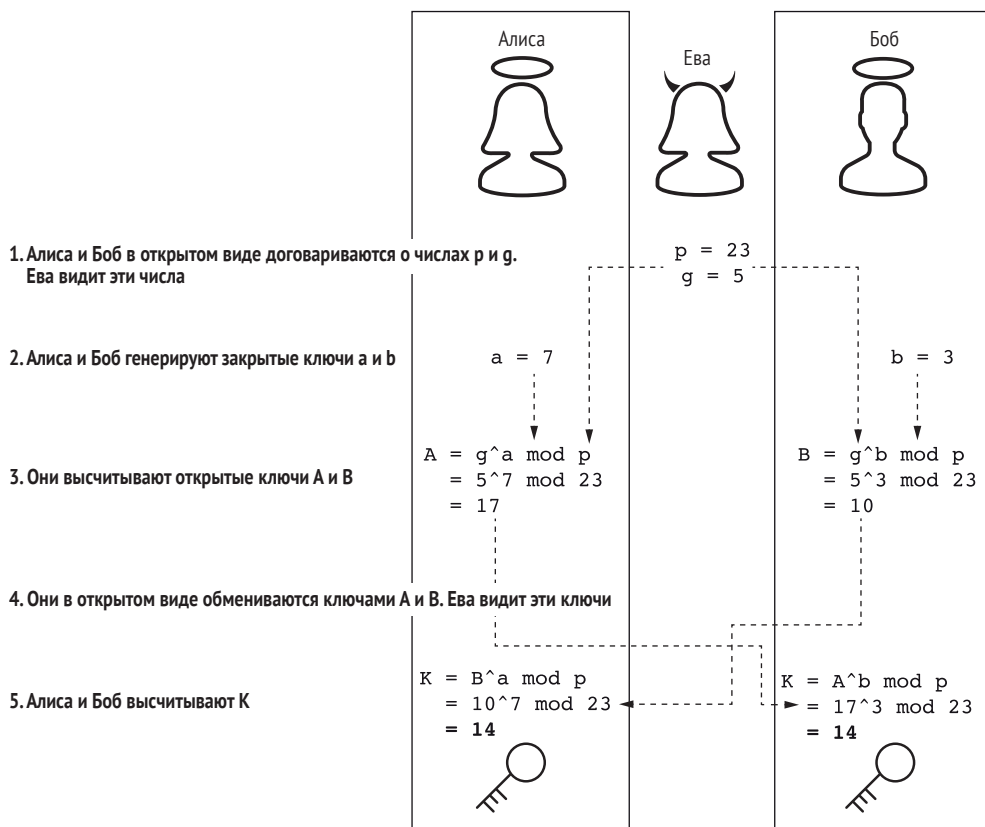 Алиса
Ева
Боб
1. Алиса и Боб в открытом виде договариваются о числах p и g.
Ева видит эти числа
p = 23
g = 5
2. Алиса и Боб генерируют закрытые ключи a и b
a = 7
b = 3
3. Они высчитывают открытые ключи A и B
A = g^a mod p
= 5^7 mod 23
= 17
B = g^b mod p
= 5^3 mod 23
= 10
4. Они в открытом виде обмениваются ключами A и B. Ева видит эти ключи
5. Алиса и Боб высчитывают K
K = B^a mod p
= 10^7 mod 23
= 14
K = A^b mod p
= 17^3 mod 23
= 14